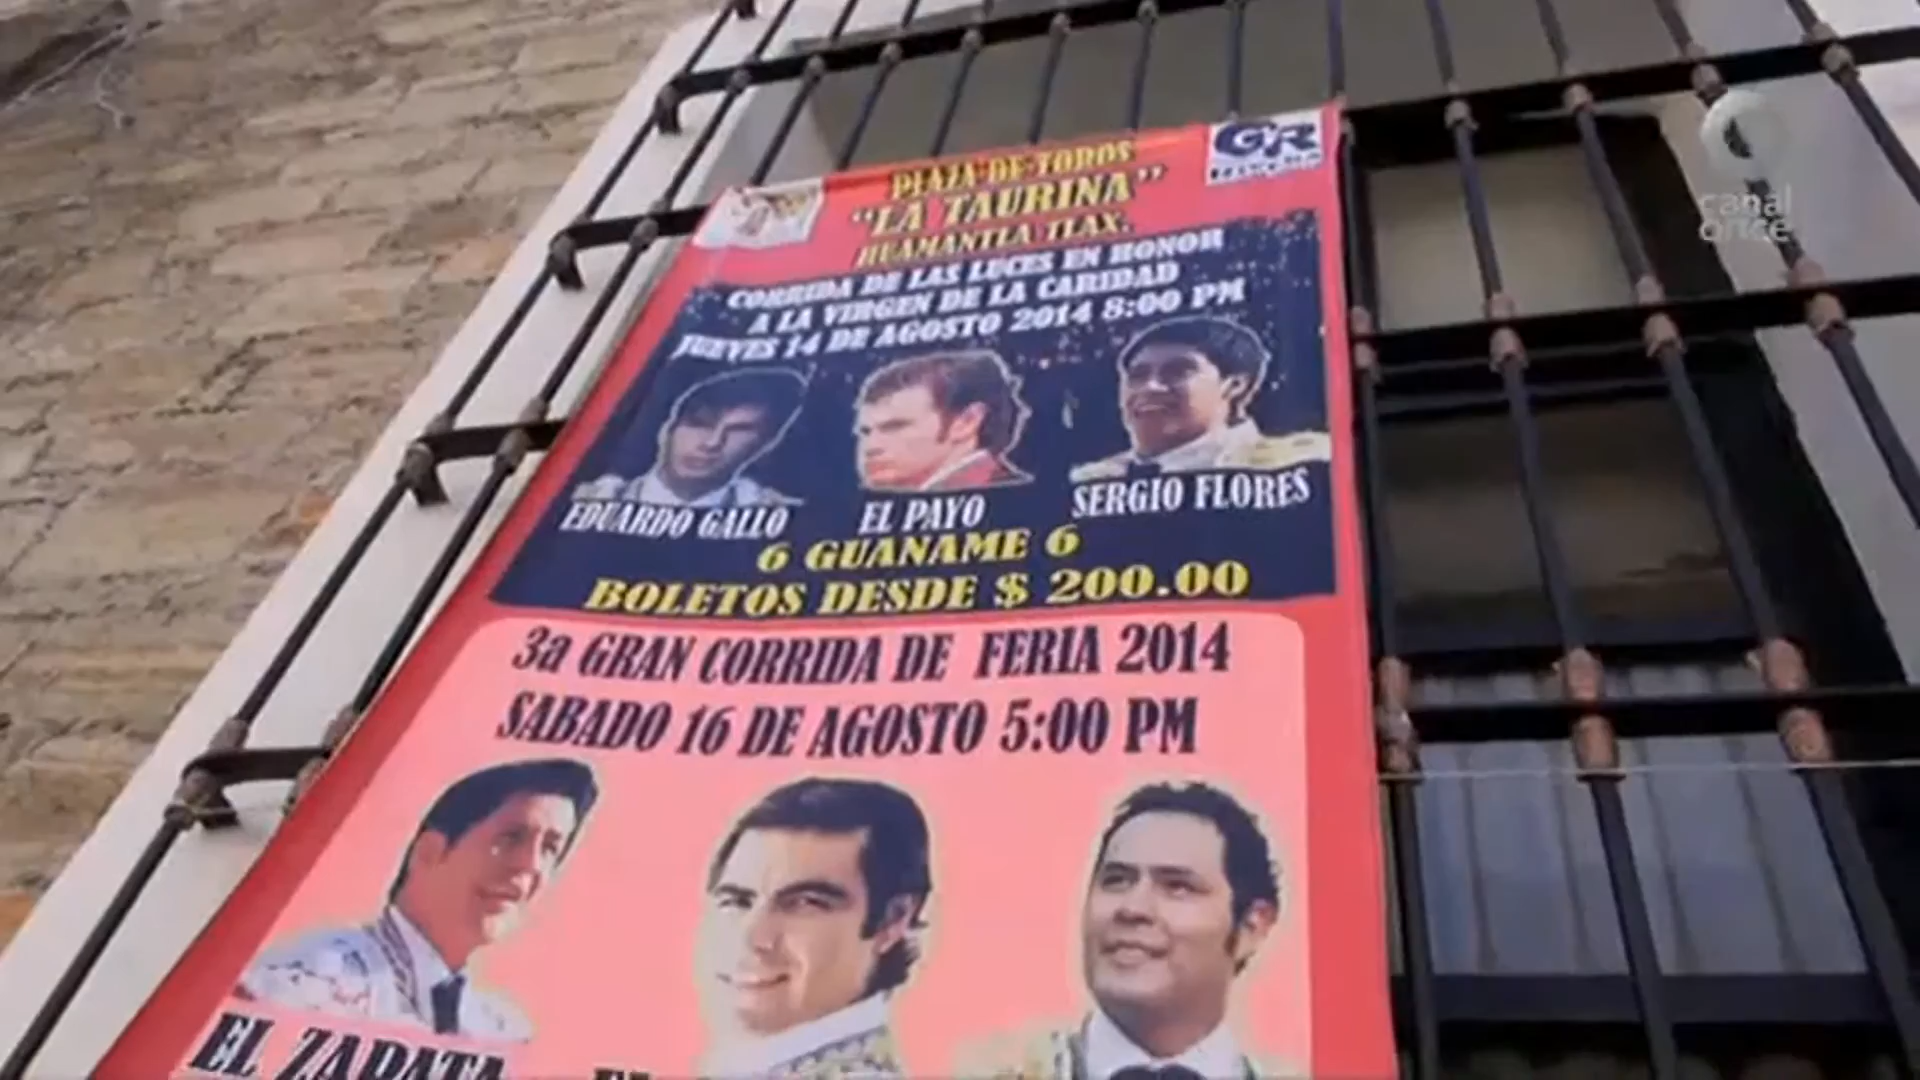 GR
canal
once
PLAZA DE TOROS
"LA TAURINA"
HUAMANTLA TLAX.
CORRIDA DE LAS LUCES EN HONOR
A LA VIRGEN DE LA CARIDAD
JUEVES 14 DE AGOSTO 2014 8:00 PM
EDUARDO GALLO
EL PAYO
SERGIO FLORES
6 GUANAME 6
BOLETOS DESDE $ 200.00
3a GRAN CORRIDA DE FERIA 2014
SABADO 16 DE AGOSTO 5:00 PM
EL ZAPATA